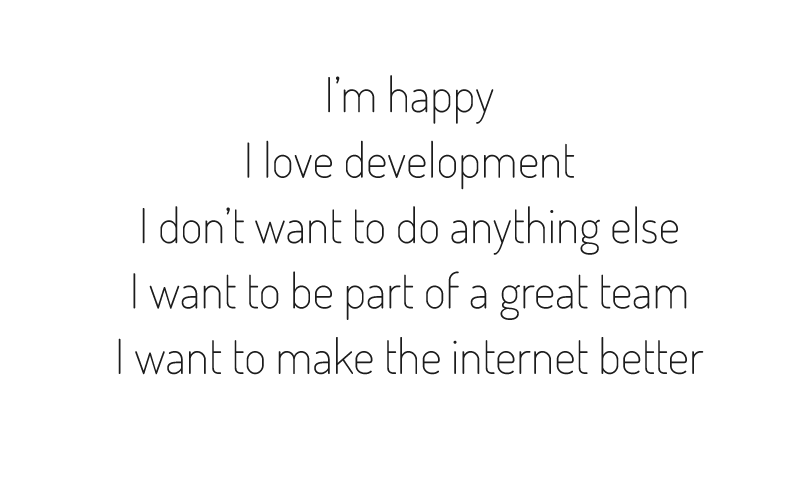 I’m happy
I love development
I don’t want to do anything else
I want to be part of a great team
I want to make the internet better